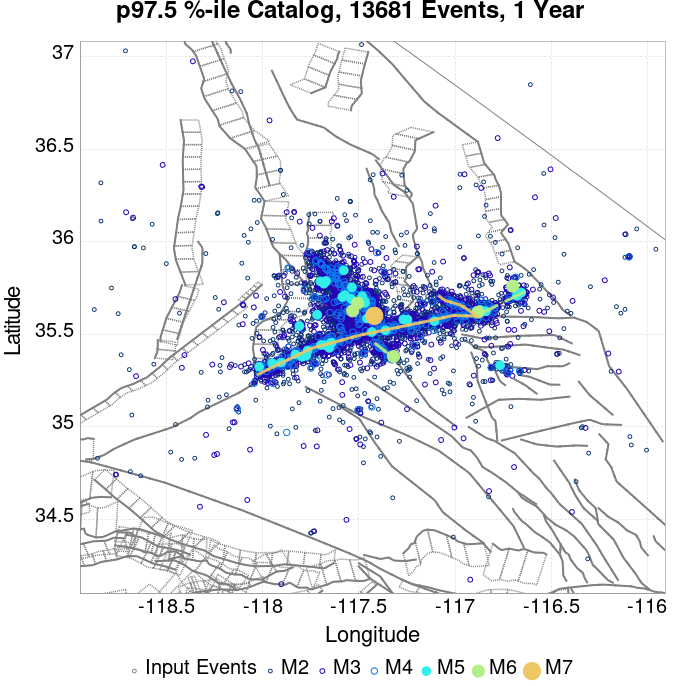 p97.5 %-ile Catalog, 13681 Events, 1 Year
37
36.5
36
35.5
35
34.5
Latitude
-118.5 -118 -117.5 -117 -116.5 -116
Longitude
Input Events M2 M3 M4 M5 M6 M7